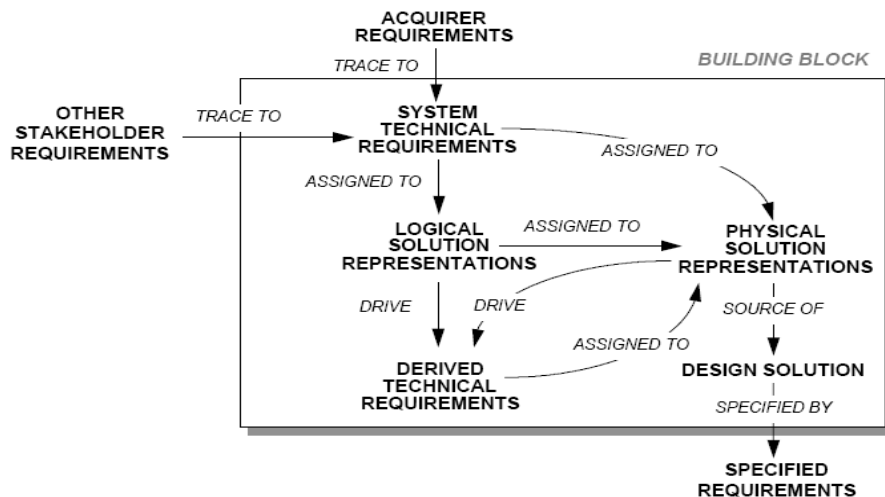 ACQUIRER
REQUIREMENTS
BUILDING BLOCK
TRACE TO
OTHER
STAKEHOLDER
REQUIREMENTS
TRACE TO
SYSTEM
TECHNICAL
REQUIREMENTS
ASSIGNED TO
ASSIGNED TO
LOGICAL
SOLUTION
REPRESENTATIONS
ASSIGNED TO
PHYSICAL
SOLUTION
REPRESENTATIONS
DRIVE
DRIVE
SOURCE OF
ASSIGNED TO
DERIVED
TECHNICAL
REQUIREMENTS
DESIGN SOLUTION
SPECIFIED BY
SPECIFIED
REQUIREMENTS